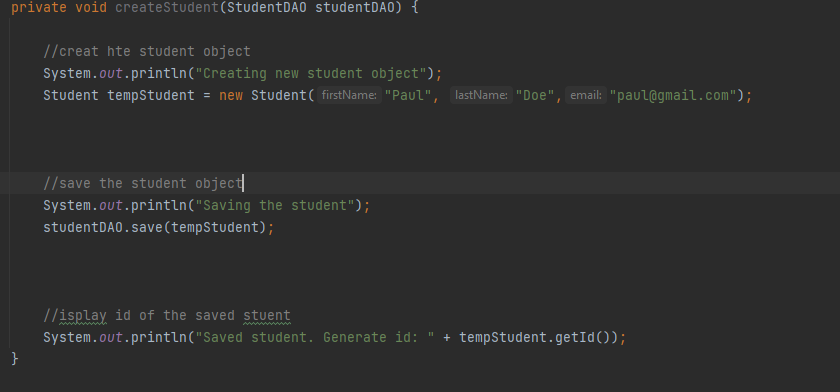 private void createStudent(StudentDAO studentDAO) {
//creat hte student object
System.out.println("Creating new student object");
Student tempStudent = new Student( firstName: "Paul", lastName: "Doe", email: "paul@gmail.com");
//save the student object
System.out.println("Saving the student");
studentDAO.save(tempStudent);
//isplay id of the saved stuent
System.out.println("Saved student. Generate id: " + tempStudent.getId());
}